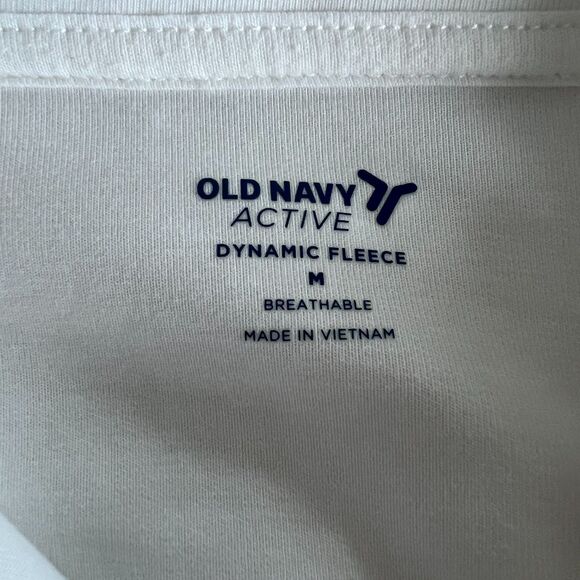 OLD NAVY
ACTIVE
DYNAMIC FLEECE
M
BREATHABLE
MADE IN VIETNAM